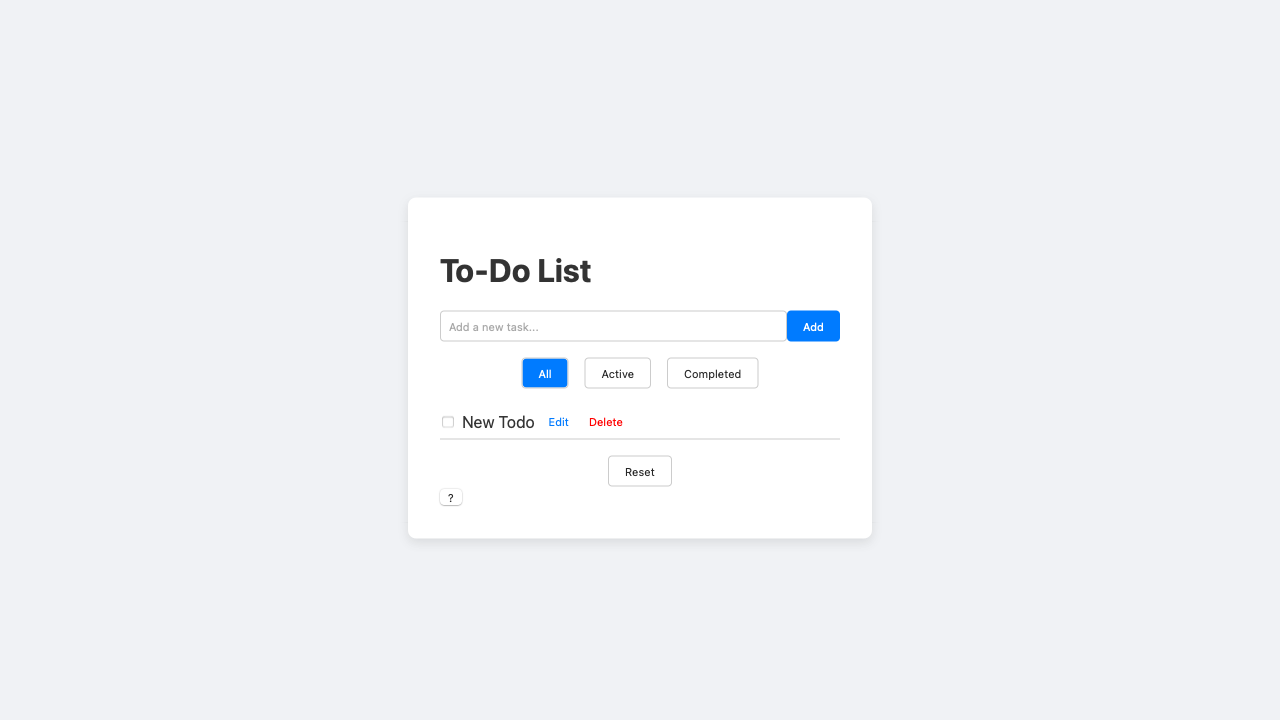 To-Do List
Add a new task...
Add
All
Active
Completed
New Todo
Edit
Delete
Reset
?